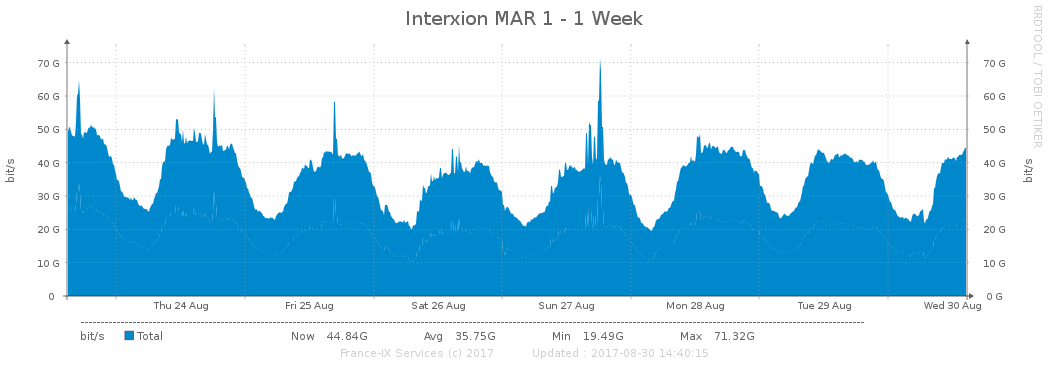 Interxion MAR 1 - 1 Week
RRDTOOL / TOBI OETIKER
bit/s
70 G 70 G
60 G 60 G
50 G 50 G
40 G 40 G
30 G 30 G
20 G 20 G
10 G 10 G
0 0 G
bit/s
Thu 24 Aug Fri 25 Aug Sat 26 Aug Sun 27 Aug Mon 28 Aug Tue 29 Aug Wed 30 Aug
bit/s Total Now 44.84G Avg 35.75G Min 19.49G Max 71.32G
France-IX Services (c) 2017 Updated : 2017-08-30 14:40:15